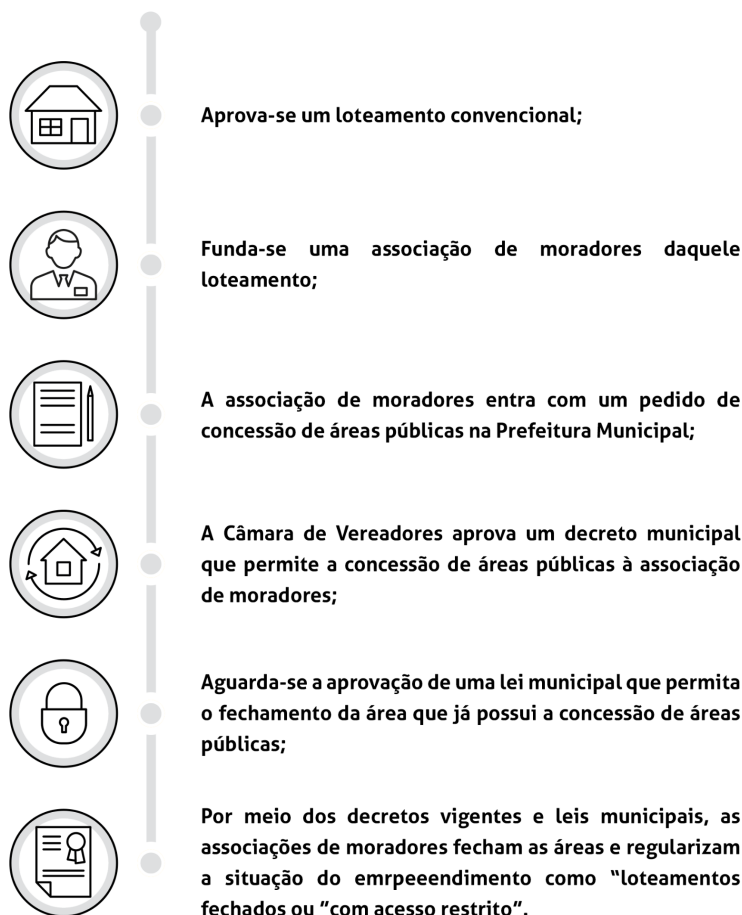 Aprova-se um loteamento convencional;
Funda-se uma associação de moradores daquele
loteamento;
A associação de moradores entra com um pedido de
concessão de áreas públicas na Prefeitura Municipal;
A Câmara de Vereadores aprova um decreto municipal
que permite a concessão de áreas públicas à associação
de moradores;
Aguarda-se a aprovação de uma lei municipal que permita
o fechamento da área que já possui a concessão de áreas
públicas;
Por meio dos decretos vigentes e leis municipais, as
associações de moradores fecham as áreas e regularizam
a situação do emrpeeendimento como “loteamentos
fechados ou ”com acesso restrito”.